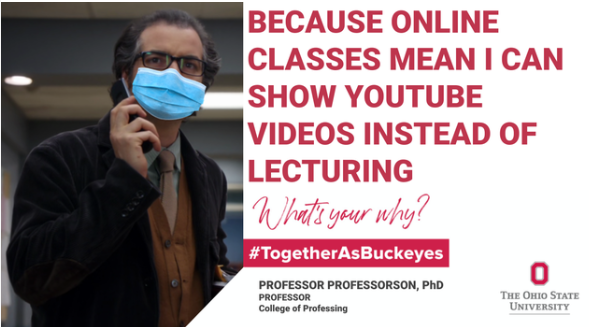 BECAUSE ONLINE
CLASSES MEAN I CAN
SHOW YOUTUBE
VIDEOS INSTEAD OF
LECTURING
What's your why?
#TogetherAsBuckeyes
PROFESSOR PROFESSORSON, PhD
PROFESSOR
College of Professing
THE OHIO STATE
UNIVERSITY